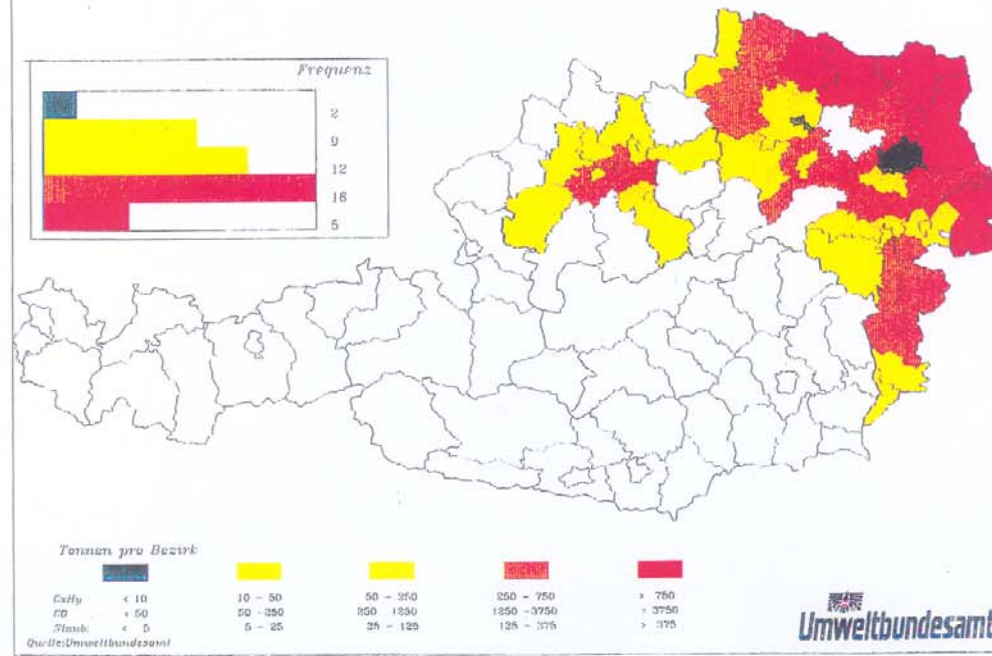 Frequenz
2
9
12
16
5
Tonnen pro Bezirk
CxHy < 10 10 - 50 50 - 250 250 - 750 > 750
CO < 50 50 - 250 250 - 1250 1250 - 3750 > 3750
Staub: < 5 5 - 25 25 - 125 125 - 375 > 375
Quelle:Umweltbundesamt
Umweltbundesamt